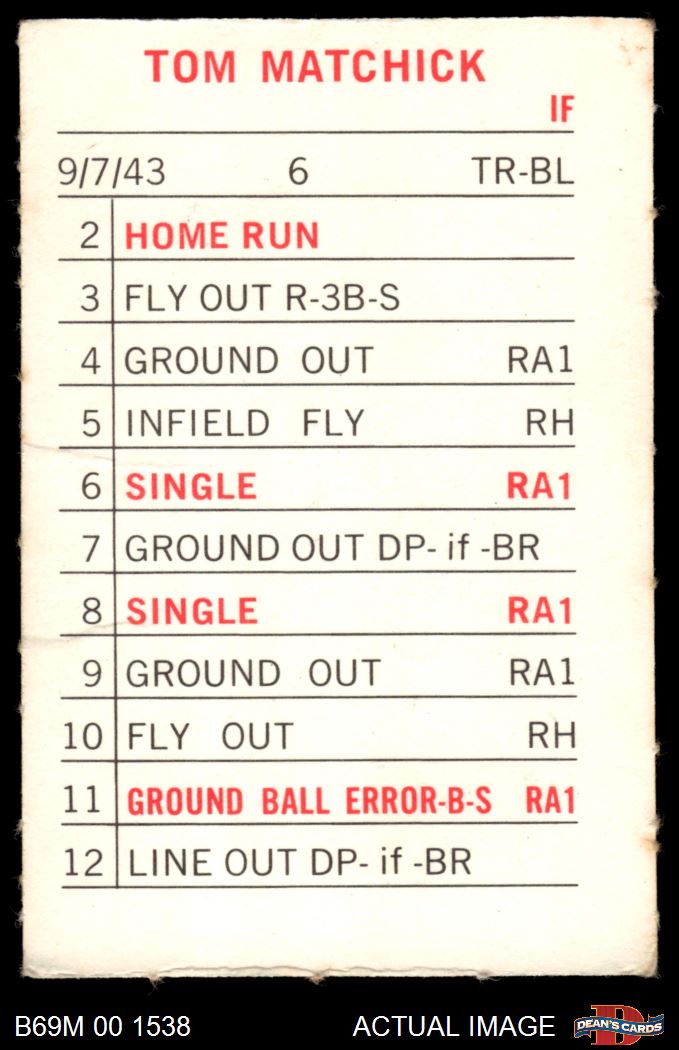 TOM MATCHICK
IF
9/7/43 6 TR-BL
2 HOME RUN
3 FLY OUT R-3B-S
4 GROUND OUT RA1
5 INFIELD FLY RH
6 SINGLE RA1
7 GROUND OUT DP- if -BR
8 SINGLE RA1
9 GROUND OUT RA1
10 FLY OUT RH
11 GROUND BALL ERROR-B-S RA1
12 LINE OUT DP- if -BR
B69M 00 1538 ACTUAL IMAGE D DEAN'S CARDS